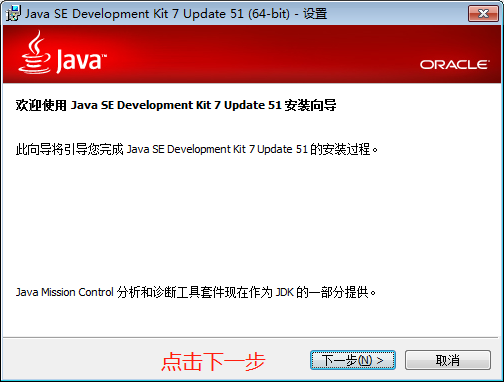 Java SE Development Kit 7 Update 51 (64-bit) - 设置
Java™
ORACLE®
欢迎使用 Java SE Development Kit 7 Update 51 安装向导
此向导将引导您完成 Java SE Development Kit 7 Update 51 的安装过程。
Java Mission Control 分析和诊断工具套件现在作为 JDK 的一部分提供。
点击下一步
下一步(N) >
取消